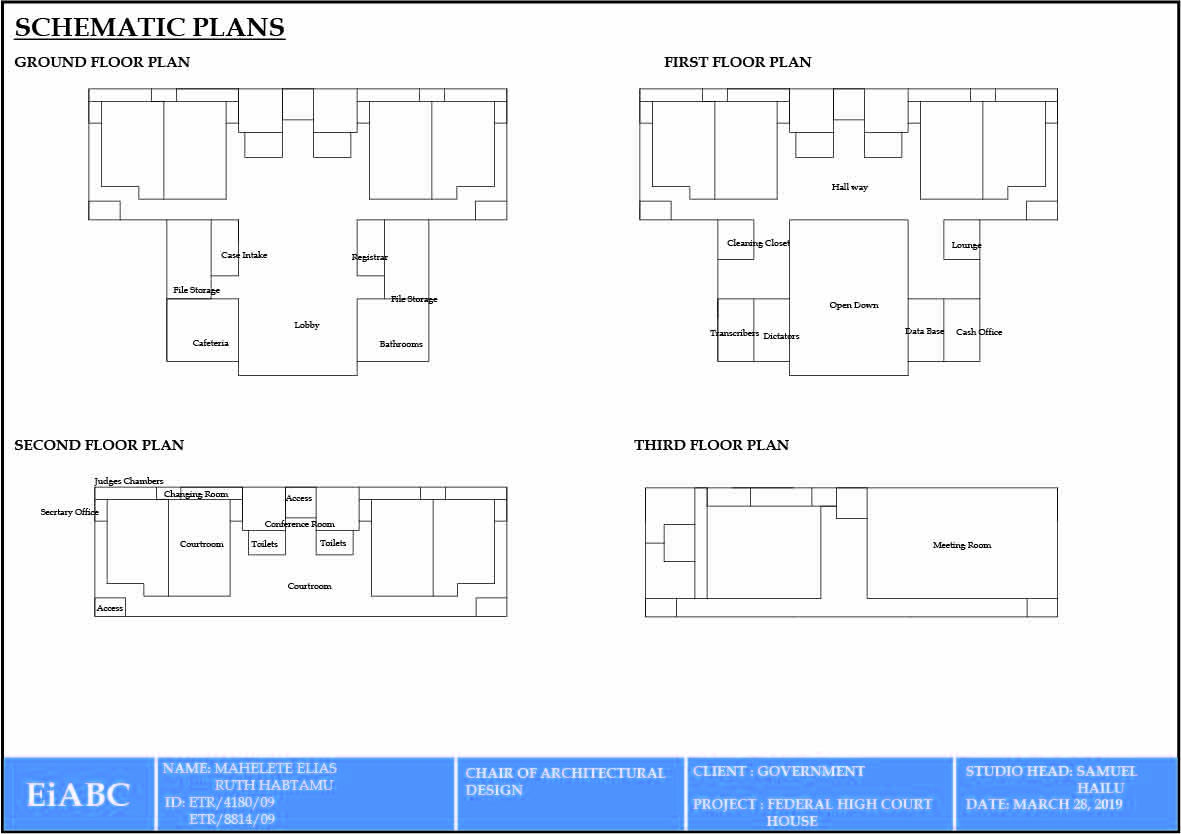 SCHEMATIC PLANS
GROUND FLOOR PLAN
FIRST FLOOR PLAN
Case Intake
Registrar
File Storage
File Storage
Lobby
Cafeteria
Bathrooms
Hall way
Cleaning Closet
Lounge
Open Down
Transcribers
Dictators
Data Base
Cash Office
SECOND FLOOR PLAN
THIRD FLOOR PLAN
Judges Chambers
Changing Room
Access
Secrtary Office
Conference Room
Courtroom
Toilets
Toilets
Courtroom
Access
Meeting Room
EiABC
NAME: MAHELETE ELIAS
RUTH HABTAMU
ID: ETR/4180/09
ETR/8814/09
CHAIR OF ARCHITECTURAL
DESIGN
CLIENT : GOVERNMENT
PROJECT : FEDERAL HIGH COURT
HOUSE
STUDIO HEAD: SAMUEL
HAILU
DATE: MARCH 28, 2019